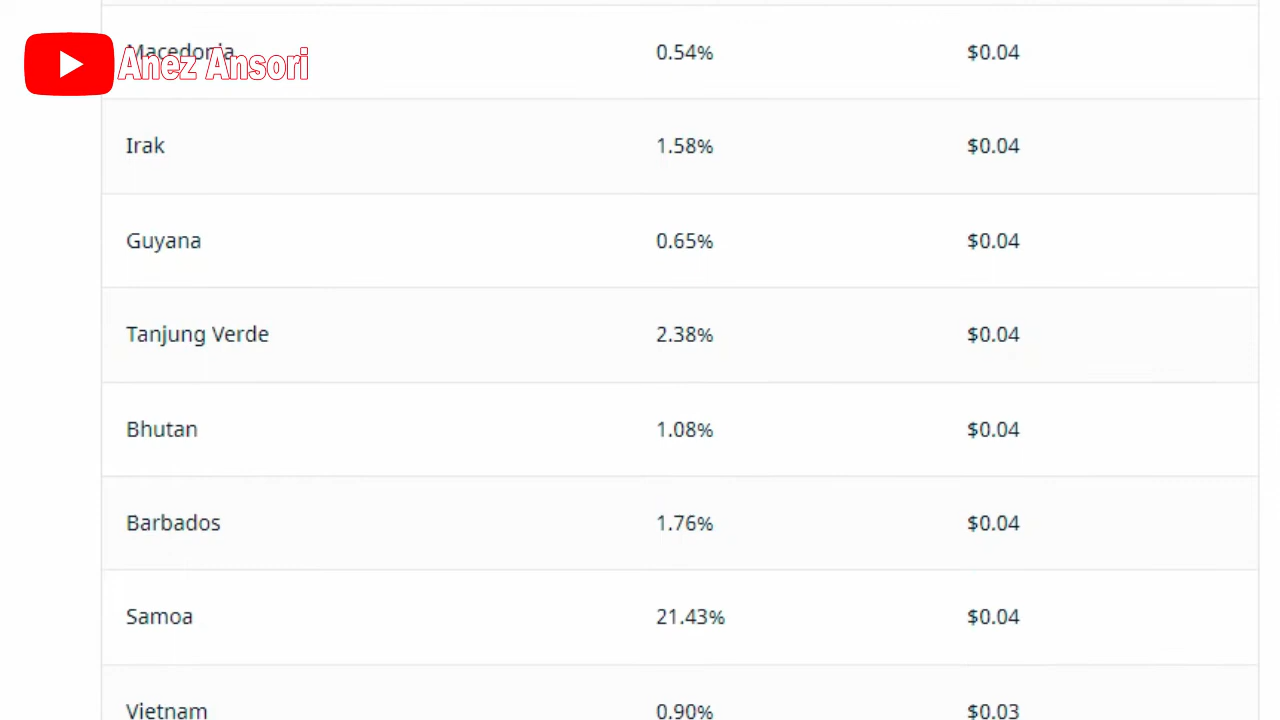 Macedonia 0.54% $0.04
Anez Ansori
Irak 1.58% $0.04
Guyana 0.65% $0.04
Tanjung Verde 2.38% $0.04
Bhutan 1.08% $0.04
Barbados 1.76% $0.04
Samoa 21.43% $0.04
Vietnam 0.90% $0.03